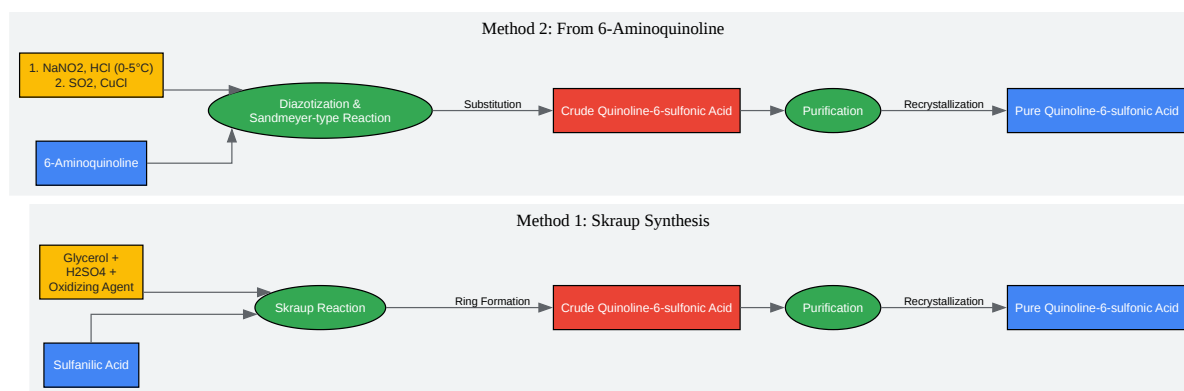 Method 2: From 6-Aminoquinoline
1. NaNO2, HCl (0-5°C)
2. SO2, CuCl
Diazotization &
Sandmeyer-type Reaction
Substitution
Crude Quinoline-6-sulfonic Acid
Purification
Recrystallization
Pure Quinoline-6-sulfonic Acid
6-Aminoquinoline
Method 1: Skraup Synthesis
Glycerol +
H2SO4 +
Oxidizing Agent
Skraup Reaction
Ring Formation
Crude Quinoline-6-sulfonic Acid
Purification
Recrystallization
Pure Quinoline-6-sulfonic Acid
Sulfanilic Acid